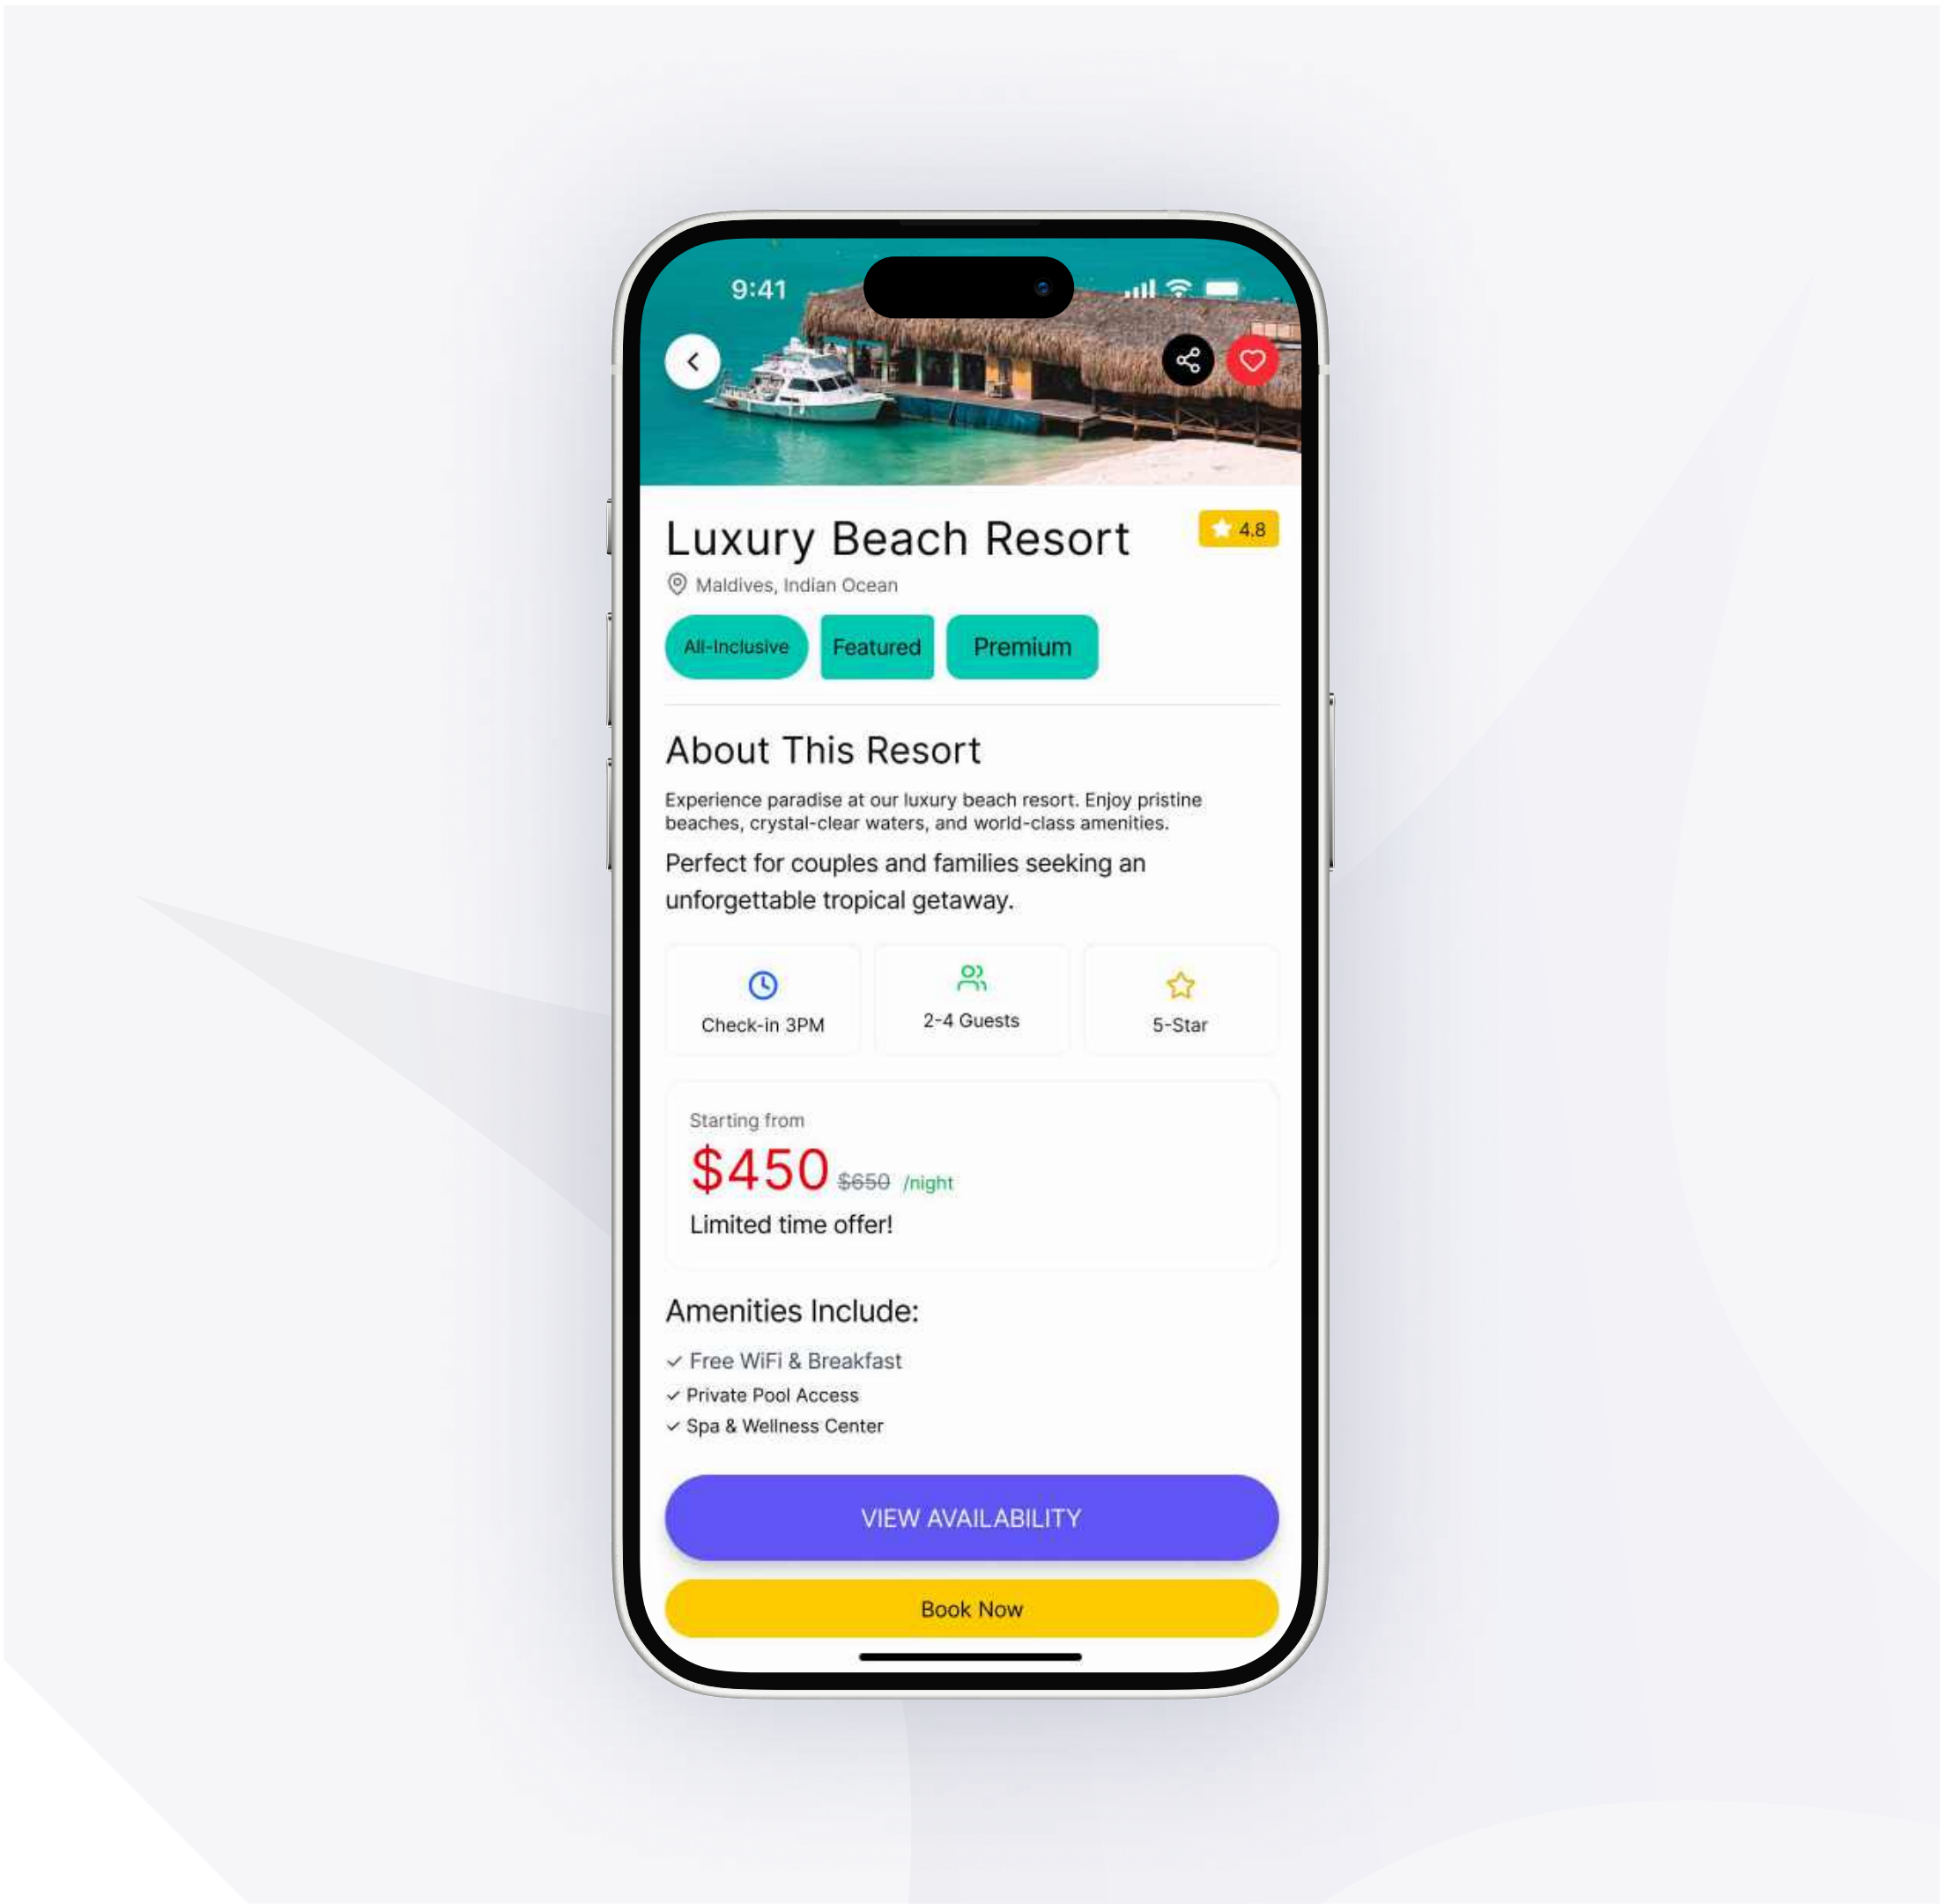 9:41
Luxury Beach Resort
4.8
Maldives, Indian Ocean
All-Inclusive
Featured
Premium
About This Resort
Experience paradise at our luxury beach resort. Enjoy pristine
beaches, crystal-clear waters, and world-class amenities.
Perfect for couples and families seeking an
unforgettable tropical getaway.
Check-in 3PM
2-4 Guests
5-Star
Starting from
$450 $650 /night
Limited time offer!
Amenities Include:
✓ Free WiFi & Breakfast
✓ Private Pool Access
✓ Spa & Wellness Center
VIEW AVAILABILITY
Book Now